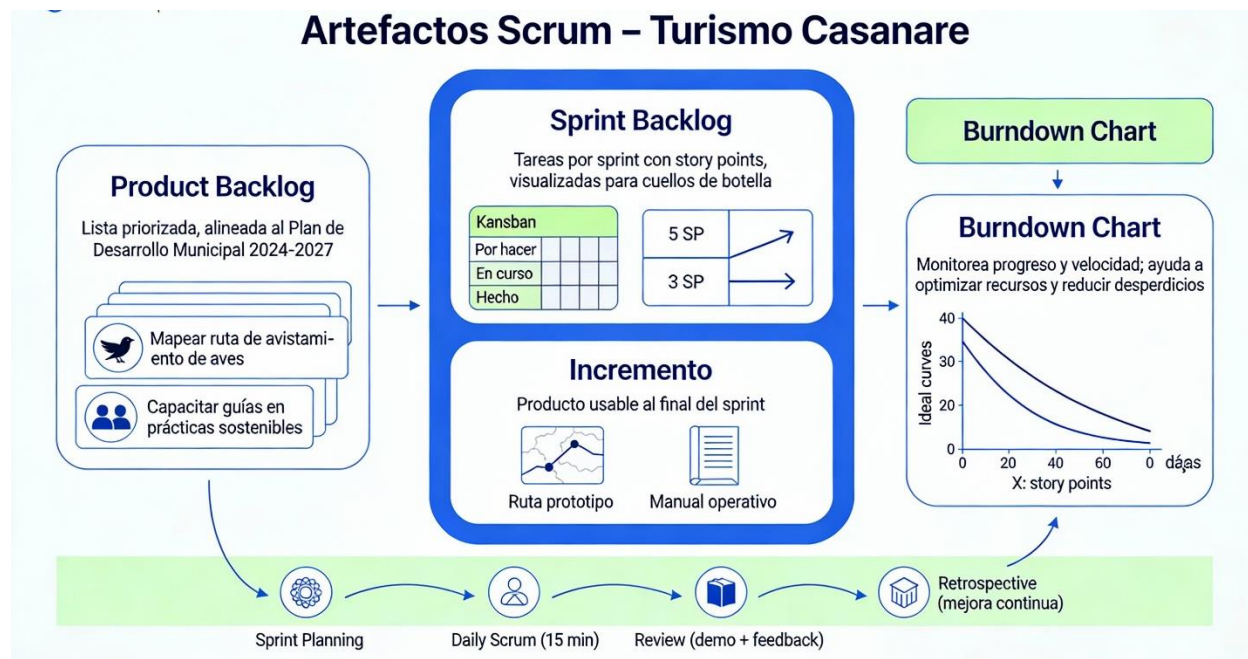 Artefactos Scrum – Turismo Casanare
Product Backlog
Lista priorizada, alineada al Plan de
Desarrollo Municipal 2024-2027
Mapear ruta de avistami-
ento de aves
Capacitar guías en
prácticas sostenibles
Sprint Backlog
Tareas por sprint con story points,
visualizadas para cuellos de botella
Kansban
Por hacer
En curso
Hecho
5 SP
3 SP
Incremento
Producto usable al final del sprint
Ruta prototipo
Manual operativo
Burndown Chart
Burndown Chart
Monitorea progreso y velocidad; ayuda a
optimizar recursos y reducir desperdicios
Ideal curves
40
30
20
0
0 20 40 60 0
X: story points
Sprint Planning
Daily Scrum (15 min)
Review (demo + feedback)
Retrospective
(mejora continua)